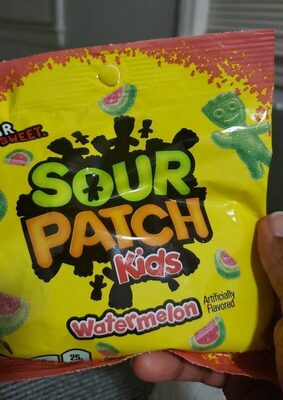 SWEET
SOUR
PATCH
Kids
Watermelon
Artificially
Flavored